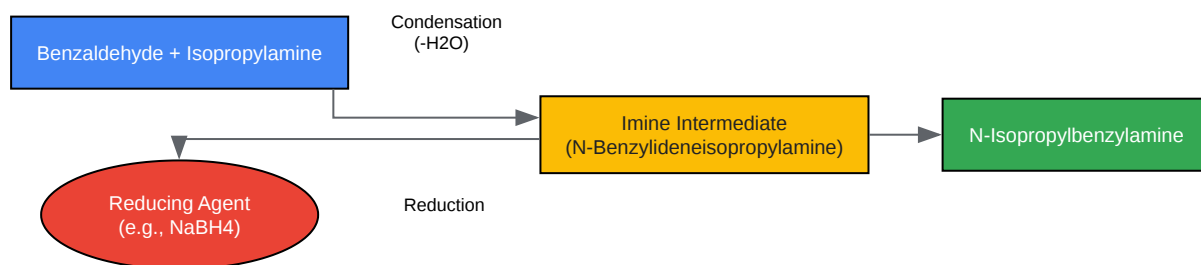 Condensation
(-H2O)
Benzaldehyde + Isopropylamine
Imine Intermediate
(N-Benzylideneisopropylamine)
N-Isopropylbenzylamine
Reducing Agent
(e.g., NaBH4)
Reduction